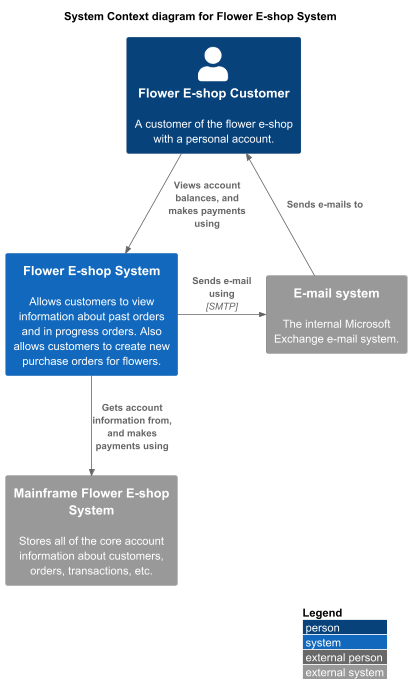 System Context diagram for Flower E-shop System
Flower E-shop Customer
A customer of the flower e-shop
with a personal account.
Views account
balances, and
makes payments
using
Sends e-mails to
Flower E-shop System
Allows customers to view
information about past orders
and in progress orders. Also
allows customers to create new
purchase orders for flowers.
Sends e-mail
using
[SMTP]
E-mail system
The internal Microsoft
Exchange e-mail system.
Gets account
information from,
and makes
payments using
Mainframe Flower E-shop
System
Stores all of the core account
information about customers,
orders, transactions, etc.
Legend
person
system
external person
external system